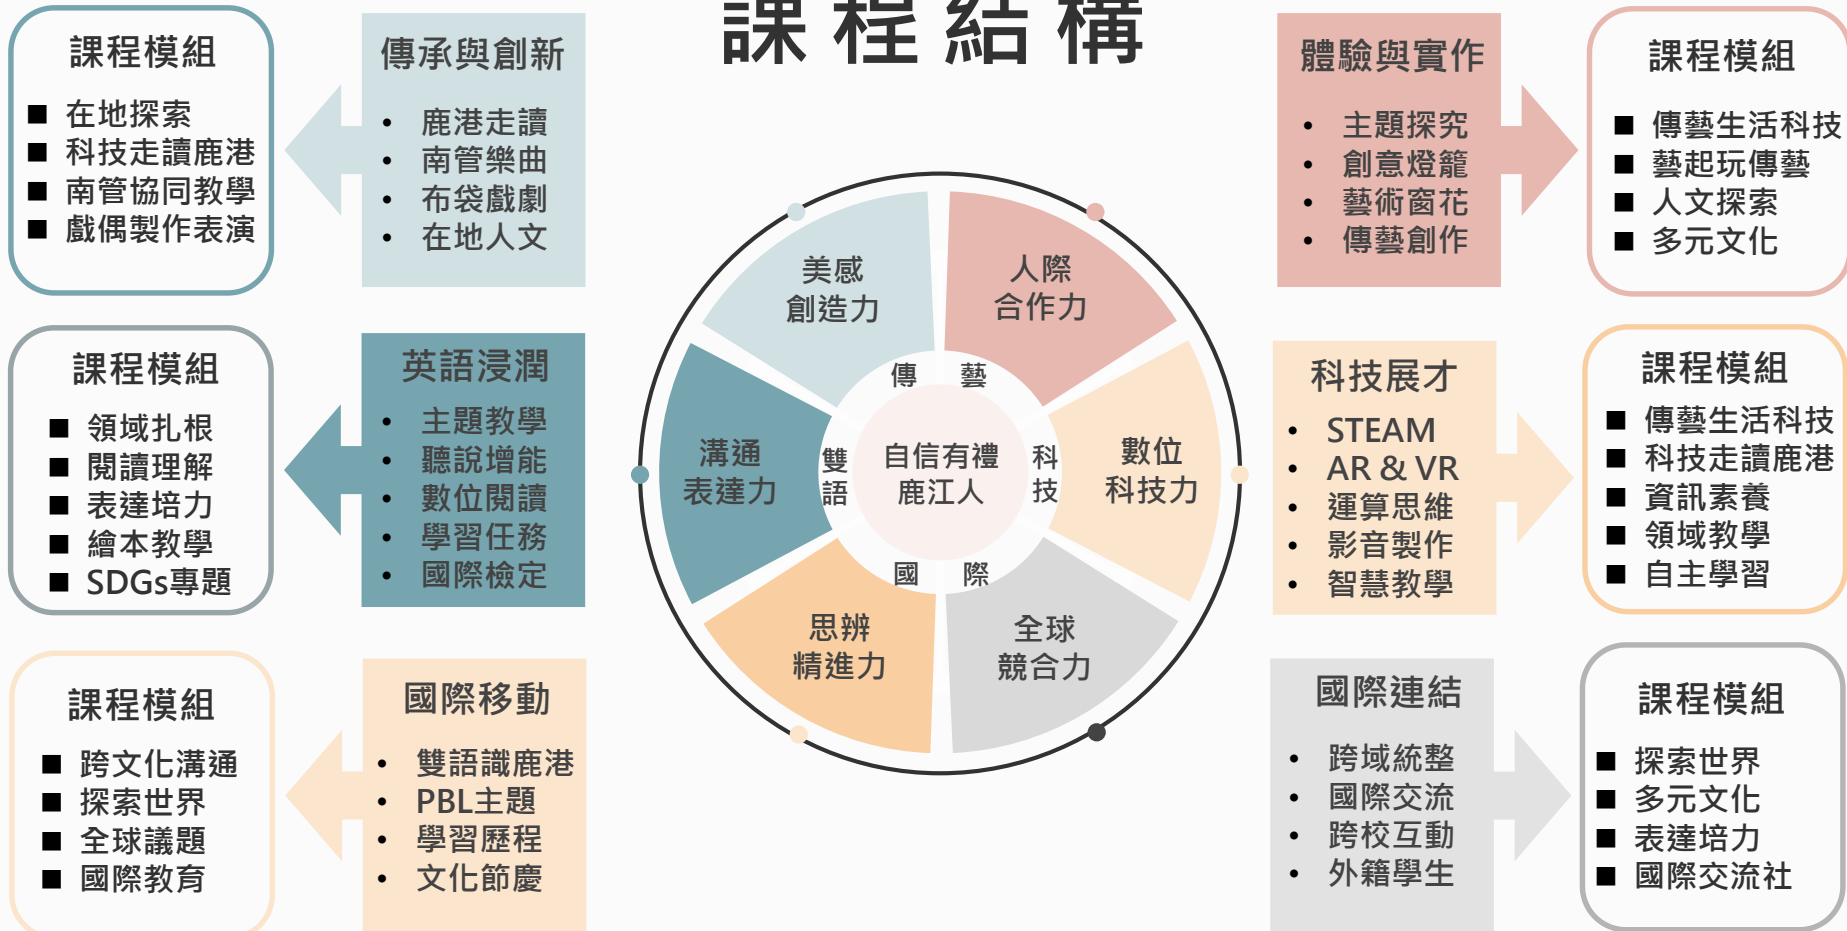 課程結構
課程模組
■ 在地探索
■ 科技走讀鹿港
■ 南管協同教學
■ 戲偶製作表演
傳承與創新
• 鹿港走讀
• 南管樂曲
• 布袋戲劇
• 在地人文
體驗與實作
• 主題探究
• 創意燈籠
• 藝術窗花
• 傳藝創作
課程模組
■ 傳藝生活科技
■ 藝起玩傳藝
■ 人文探索
■ 多元文化
課程模組
■ 領域扎根
■ 閱讀理解
■ 表達培力
■ 繪本教學
■ SDGs專題
英語浸潤
• 主題教學
• 聽說增能
• 數位閱讀
• 學習任務
• 國際檢定
美感
創造力
人際
合作力
溝通
表達力
數位
科技力
思辨
精進力
全球
競合力
傳藝
雙語
科技
國際
自信有禮
鹿江人
科技展才
• STEAM
• AR & VR
• 運算思維
• 影音製作
• 智慧教學
課程模組
■ 傳藝生活科技
■ 科技走讀鹿港
■ 資訊素養
■ 領域教學
■ 自主學習
課程模組
■ 跨文化溝通
■ 探索世界
■ 全球議題
■ 國際教育
國際移動
• 雙語識鹿港
• PBL主題
• 學習歷程
• 文化節慶
國際連結
• 跨域統整
• 國際交流
• 跨校互動
• 外籍學生
課程模組
■ 探索世界
■ 多元文化
■ 表達培力
■ 國際交流社